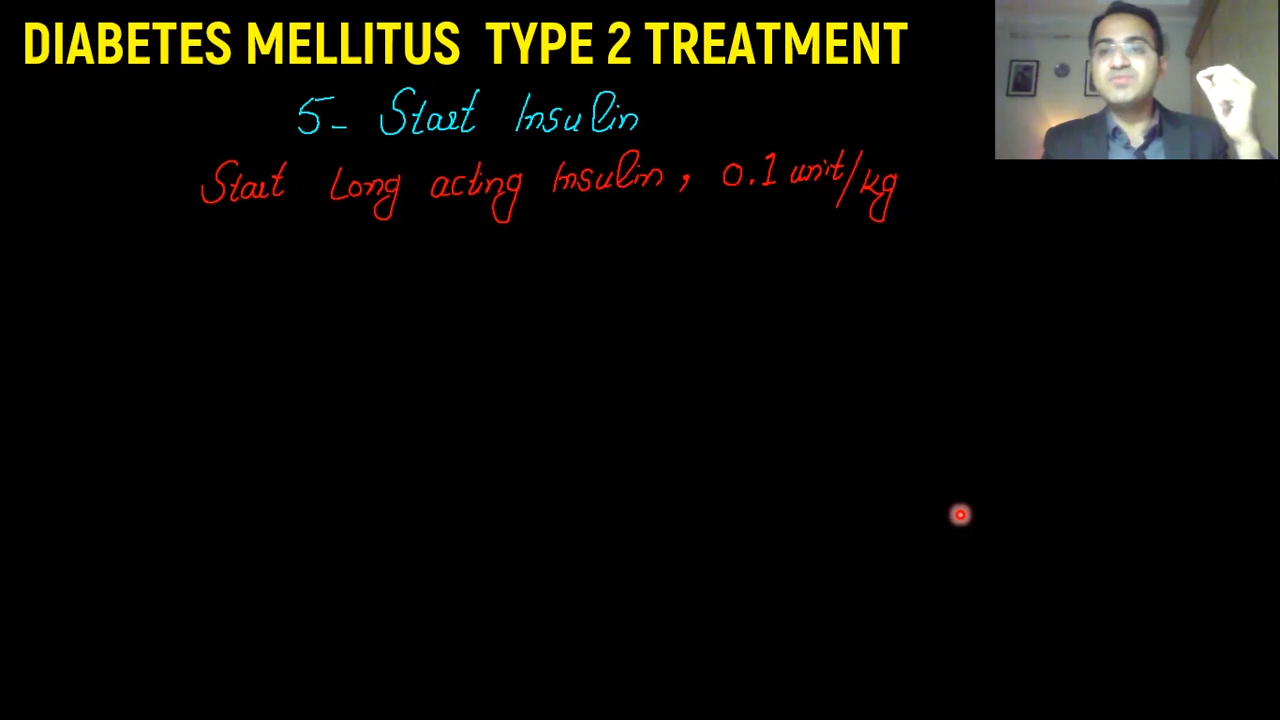 DIABETES MELLITUS TYPE 2 TREATMENT
5- Start Insulin
Start Long acting Insulin, 0.1 unit/kg